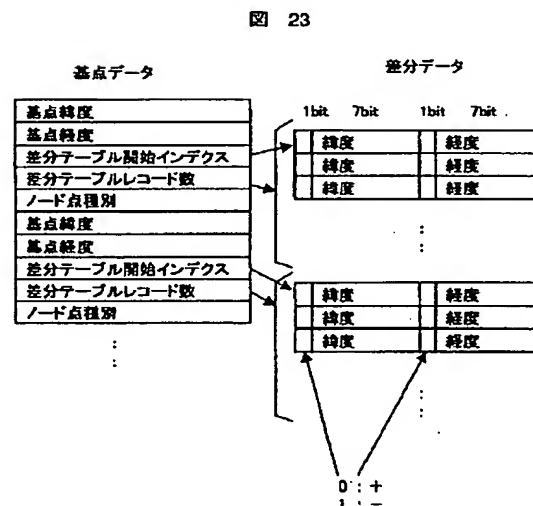 図 23
基点データ
基点緯度
基点経度
差分テーブル開始インデクス
差分テーブルレコード数
ノード点種別
基点緯度
基点経度
差分テーブル開始インデクス
差分テーブルレコード数
ノード点種別
:
差分データ
1bit 7bit 1bit 7bit
緯度 経度
緯度 経度
緯度 経度
:
緯度 経度
緯度 経度
緯度 経度
:
0:+
1:-